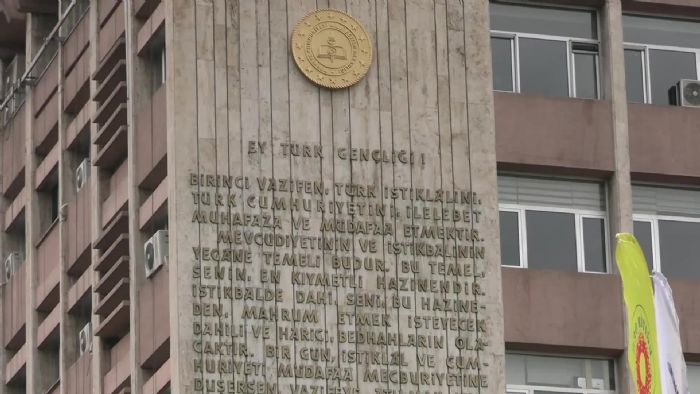 EY TÜRK GENÇLİĞİ!
BİRİNCİ VAZİFEN, TÜRK İSTİKLÂLİNİ,
TÜRK CUMHURİYETİNİ, İLELEBET
MUHAFAZA VE MÜDAFAA ETMEKTİR.
MEVCUDİYETİNİN VE İSTİKBALİNİN
YEGÂNE TEMELİ BUDUR. BU TEMEL,
SENİN, EN KIYMETLİ HAZİNENDİR.
İSTİKBALDE DAHİ, SENİ, BU HAZİNE-
DEN, MAHRUM ETMEK İSTEYECEK
DAHİLÎ VE HARİCÎ, BEDHAHLARIN OLA-
CAKTIR. BİR GÜN, İSTİKLÂL VE CUM-
HURİYETİ MÜDAFAA MECBURİYETİNE
DÜŞERSEN, VAZİFEYE